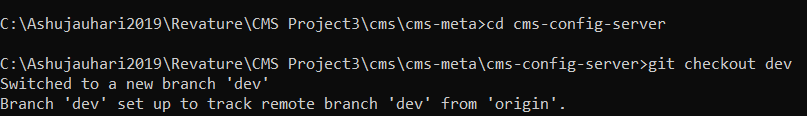 C:\Ashujauhari2019\Revature\CMS Project3\cms\cms-meta>cd cms-config-server
C:\Ashujauhari2019\Revature\CMS Project3\cms\cms-meta\cms-config-server>git checkout dev
Switched to a new branch 'dev'
Branch 'dev' set up to track remote branch 'dev' from 'origin'.